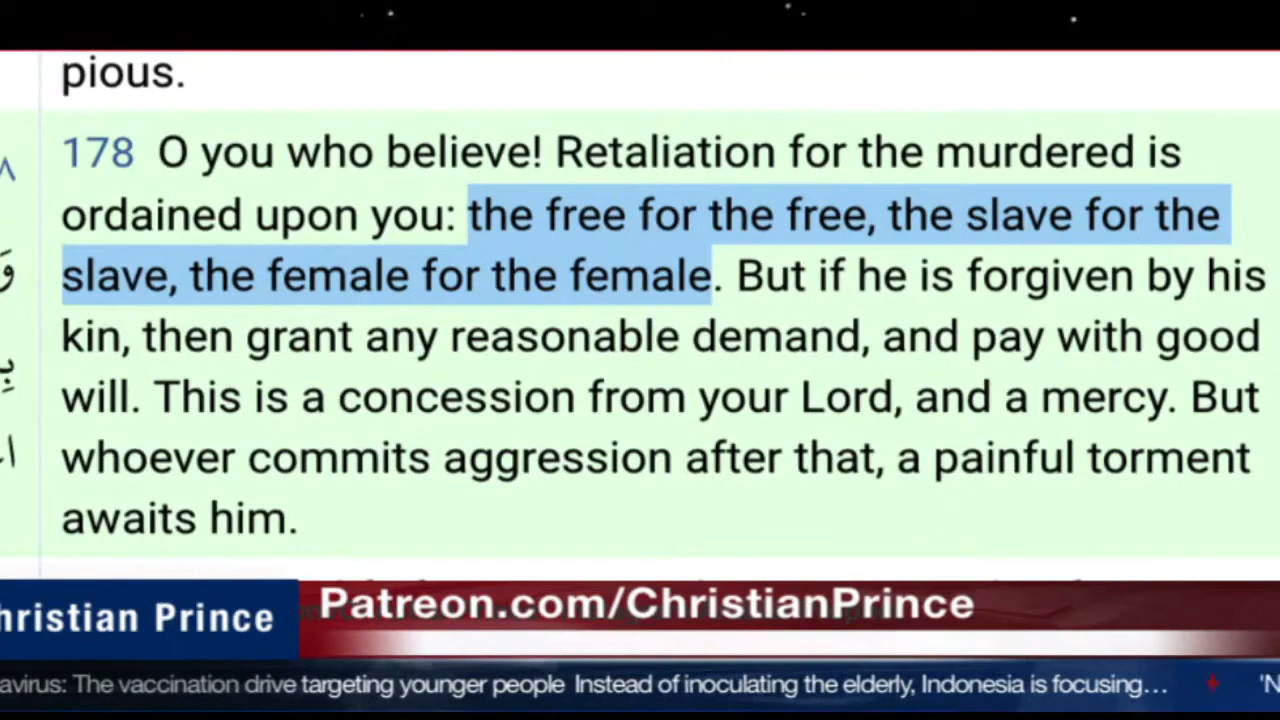 pious.
178 O you who believe! Retaliation for the murdered is
ordained upon you: the free for the free, the slave for the
slave, the female for the female. But if he is forgiven by his
kin, then grant any reasonable demand, and pay with good
will. This is a concession from your Lord, and a mercy. But
whoever commits aggression after that, a painful torment
awaits him.
hristian Prince
Patreon.com/ChristianPrince
avirus: The vaccination drive targeting younger people Instead of inoculating the elderly, Indonesia is focusing... 'N